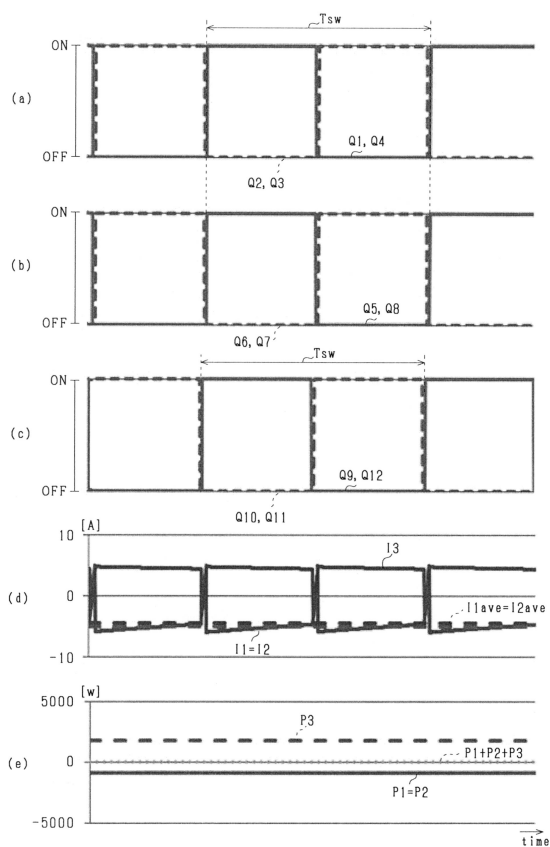 Tsw
ON
(a)
OFF
Q1, Q4
Q2, Q3
ON
(b)
OFF
Q5, Q8
Q6, Q7
Tsw
ON
(c)
OFF
Q9, Q12
Q10, Q11
[A]
10
I3
(d)
0
I1ave=I2ave
I1=I2
-10
[w]
5000
P3
P1+P2+P3
(e)
0
P1=P2
-5000
time